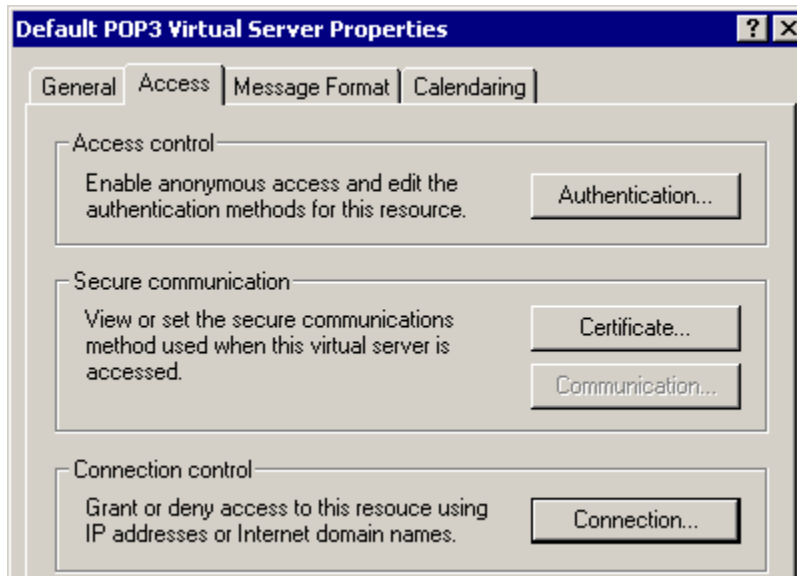 Default POP3 Virtual Server Properties
General Access Message Format Calendaring
Access control
Enable anonymous access and edit the
authentication methods for this resource.
Authentication...
Secure communication
View or set the secure communications
method used when this virtual server is
accessed.
Certificate...
Communication...
Connection control
Grant or deny access to this resouce using
IP addresses or Internet domain names.
Connection...